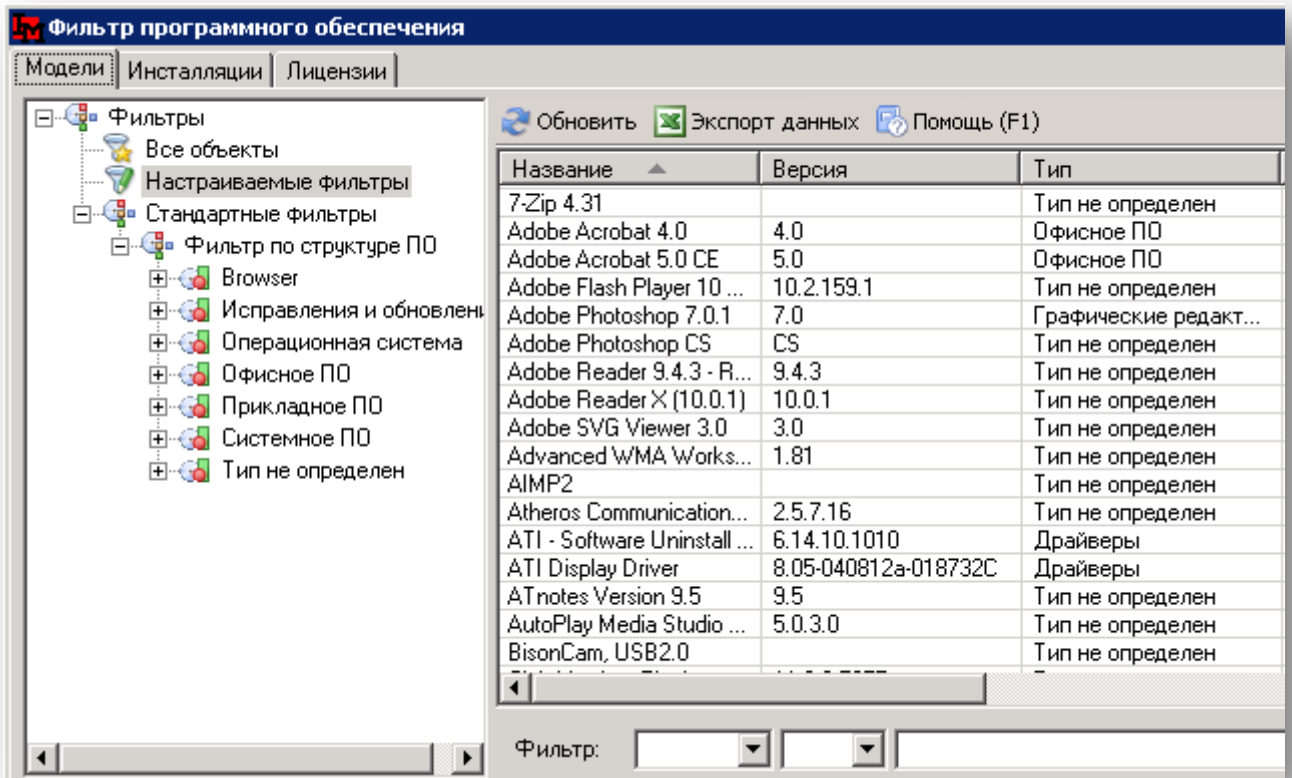 Фильтр программного обеспечения
Модели Инсталляции Лицензии
Фильтры
Все объекты
Настраиваемые фильтры
Стандартные фильтры
Фильтр по структуре ПО
Browser
Исправления и обновлени
Операционная система
Офисное ПО
Прикладное ПО
Системное ПО
Тип не определен
Обновить Экспорт данных Помощь (F1)
Название Версия Тип
7-Zip 4.31 Тип не определен
Adobe Acrobat 4.0 4.0 Офисное ПО
Adobe Acrobat 5.0 CE 5.0 Офисное ПО
Adobe Flash Player 10 ... 10.2.159.1 Тип не определен
Adobe Photoshop 7.0.1 7.0 Графические редакт...
Adobe Photoshop CS CS Тип не определен
Adobe Reader 9.4.3 - R... 9.4.3 Тип не определен
Adobe Reader X (10.0.1) 10.0.1 Тип не определен
Adobe SVG Viewer 3.0 3.0 Тип не определен
Advanced WMA Works... 1.81 Тип не определен
AIMP2 Тип не определен
Atheros Communication... 2.5.7.16 Тип не определен
ATI - Software Uninstall ... 6.14.10.1010 Драйверы
ATI Display Driver 8.05-040812a-018732C Драйверы
ATnotes Version 9.5 9.5 Тип не определен
AutoPlay Media Studio ... 5.0.3.0 Тип не определен
BisonCam, USB2.0 Тип не определен
Фильтр: